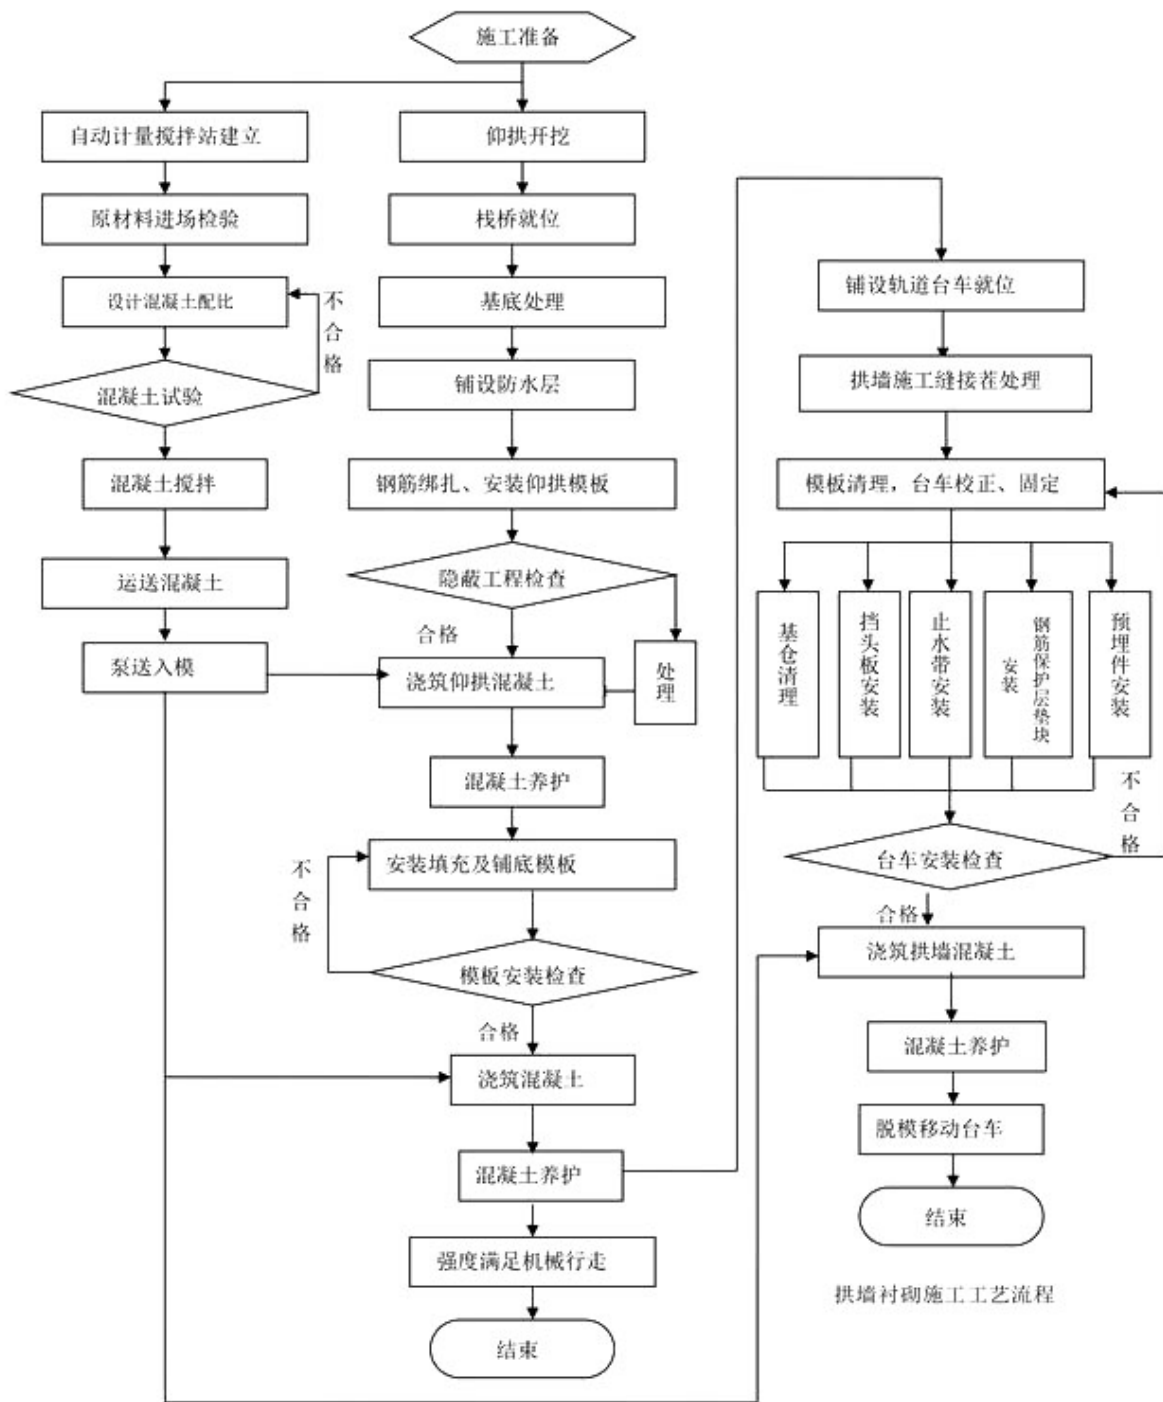 施工准备
自动计量搅拌站建立
原材料进场检验
设计混凝土配比
不合格
混凝土试验
混凝土搅拌
运送混凝土
泵送入模
仰拱开挖
栈桥就位
基底处理
铺设防水层
钢筋绑扎、安装仰拱模板
隐蔽工程检查
合格
处理
浇筑仰拱混凝土
混凝土养护
安装填充及铺底模板
不合格
模板安装检查
合格
浇筑混凝土
混凝土养护
强度满足机械行走
结束
铺设轨道台车就位
拱墙施工缝接茬处理
模板清理，台车校正、固定
基仓清理
挡头板安装
止水带安装
钢筋保护层垫块
安装
预埋件安装
不合格
台车安装检查
合格
浇筑拱墙混凝土
混凝土养护
脱模移动台车
结束
拱墙衬砌施工工艺流程